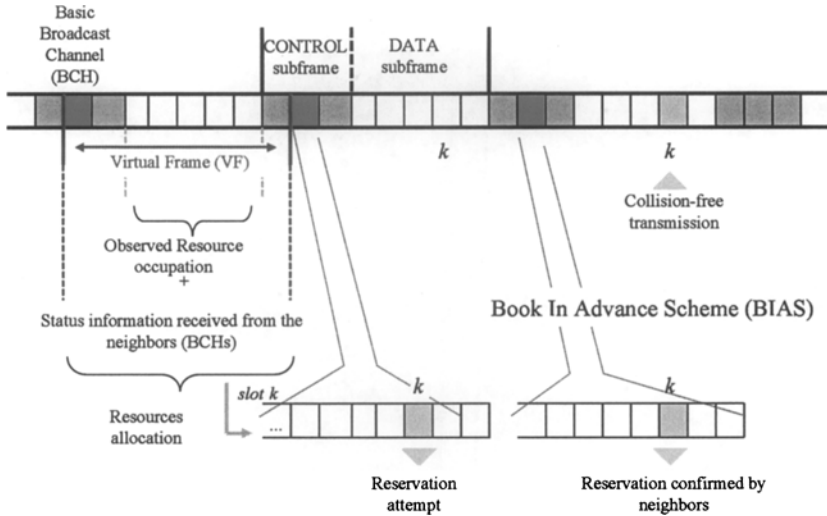 Basic
Broadcast
Channel
(BCH)
CONTROL
subframe
DATA
subframe
Virtual Frame (VF)
k
k
Collision-free
transmission
Observed Resource
occupation
+
Status information received from the
neighbors (BCHs)
Book In Advance Scheme (BIAS)
Resources
allocation
slot k
k
k
...
Reservation
attempt
Reservation confirmed by
neighbors